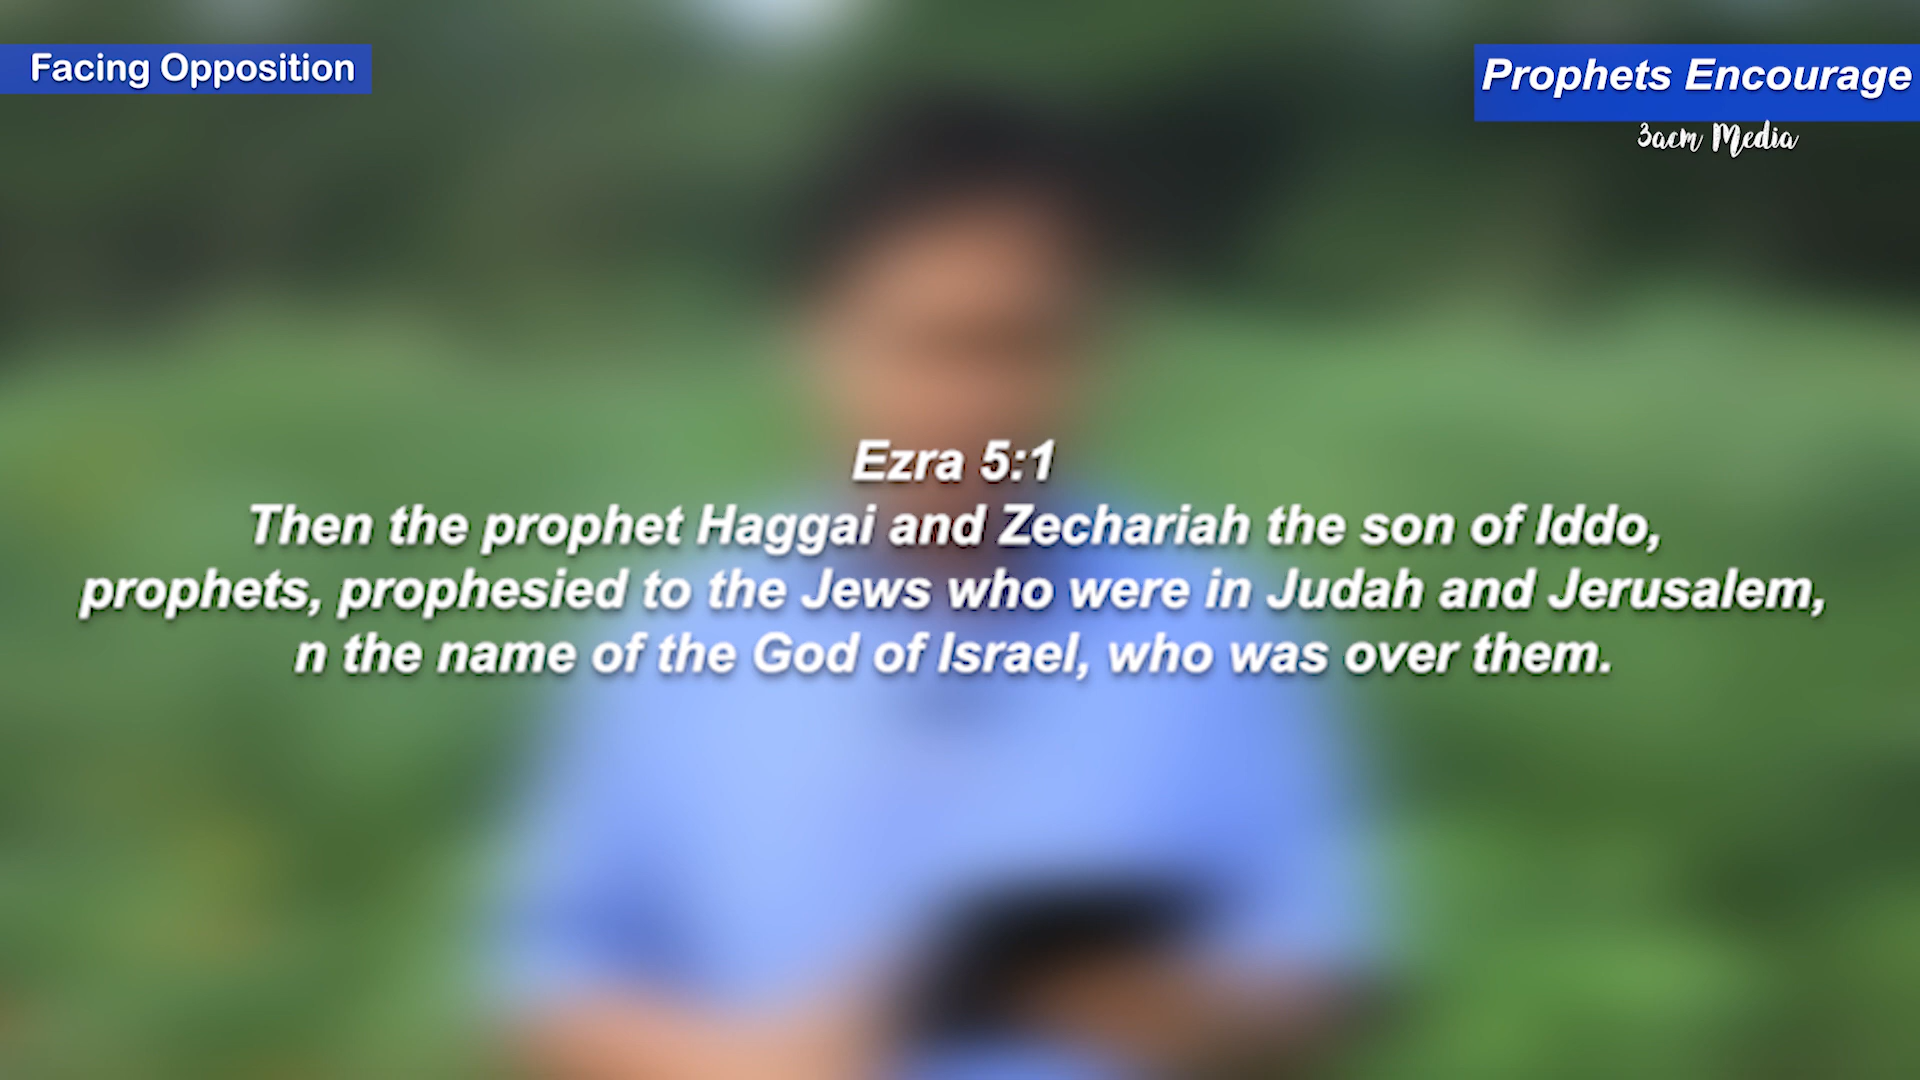 Facing Opposition
Prophets Encourage
3acm Media
Ezra 5:1
Then the prophet Haggai and Zechariah the son of Iddo,
prophets, prophesied to the Jews who were in Judah and Jerusalem,
n the name of the God of Israel, who was over them.